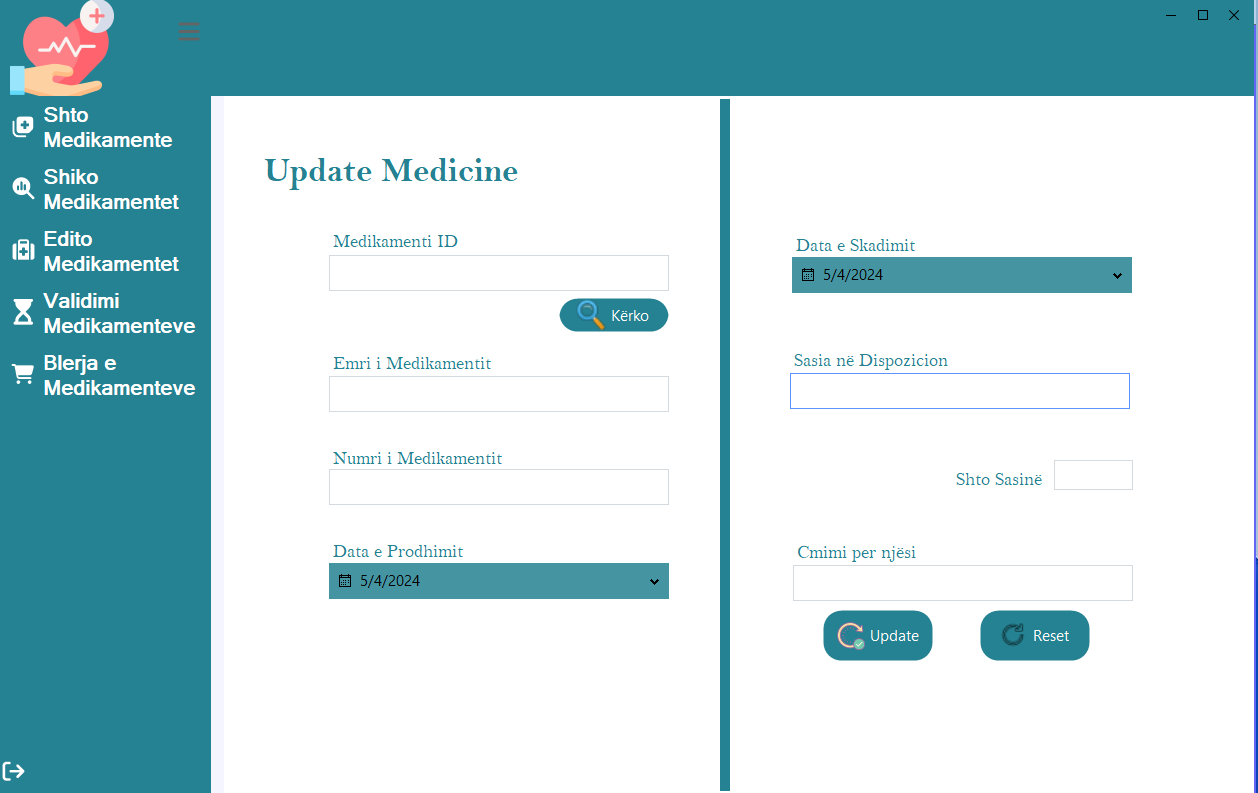 Shto
Medikamente
Shiko
Medikamentet
Edito
Medikamentet
Validimi
Medikamenteve
Blerja e
Medikamenteve
Update Medicine
Medikamenti ID
Kërko
Emri i Medikamentit
Numri i Medikamentit
Data e Prodhimit
5/4/2024
Data e Skadimit
5/4/2024
Sasia në Dispozicion
Shto Sasinë
Cmimi per njësi
Update
Reset